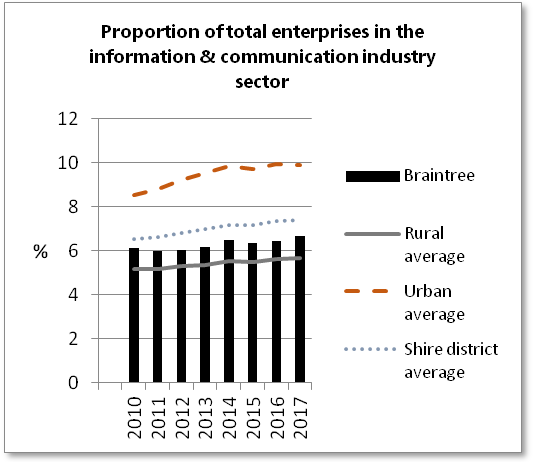 Proportion of total enterprises in the
information & communication industry
sector
12
10
8
6
4
2
0
%
2010
2011
2012
2013
2014
2015
2016
2017
Braintree
Rural
average
Urban
average
Shire district
average